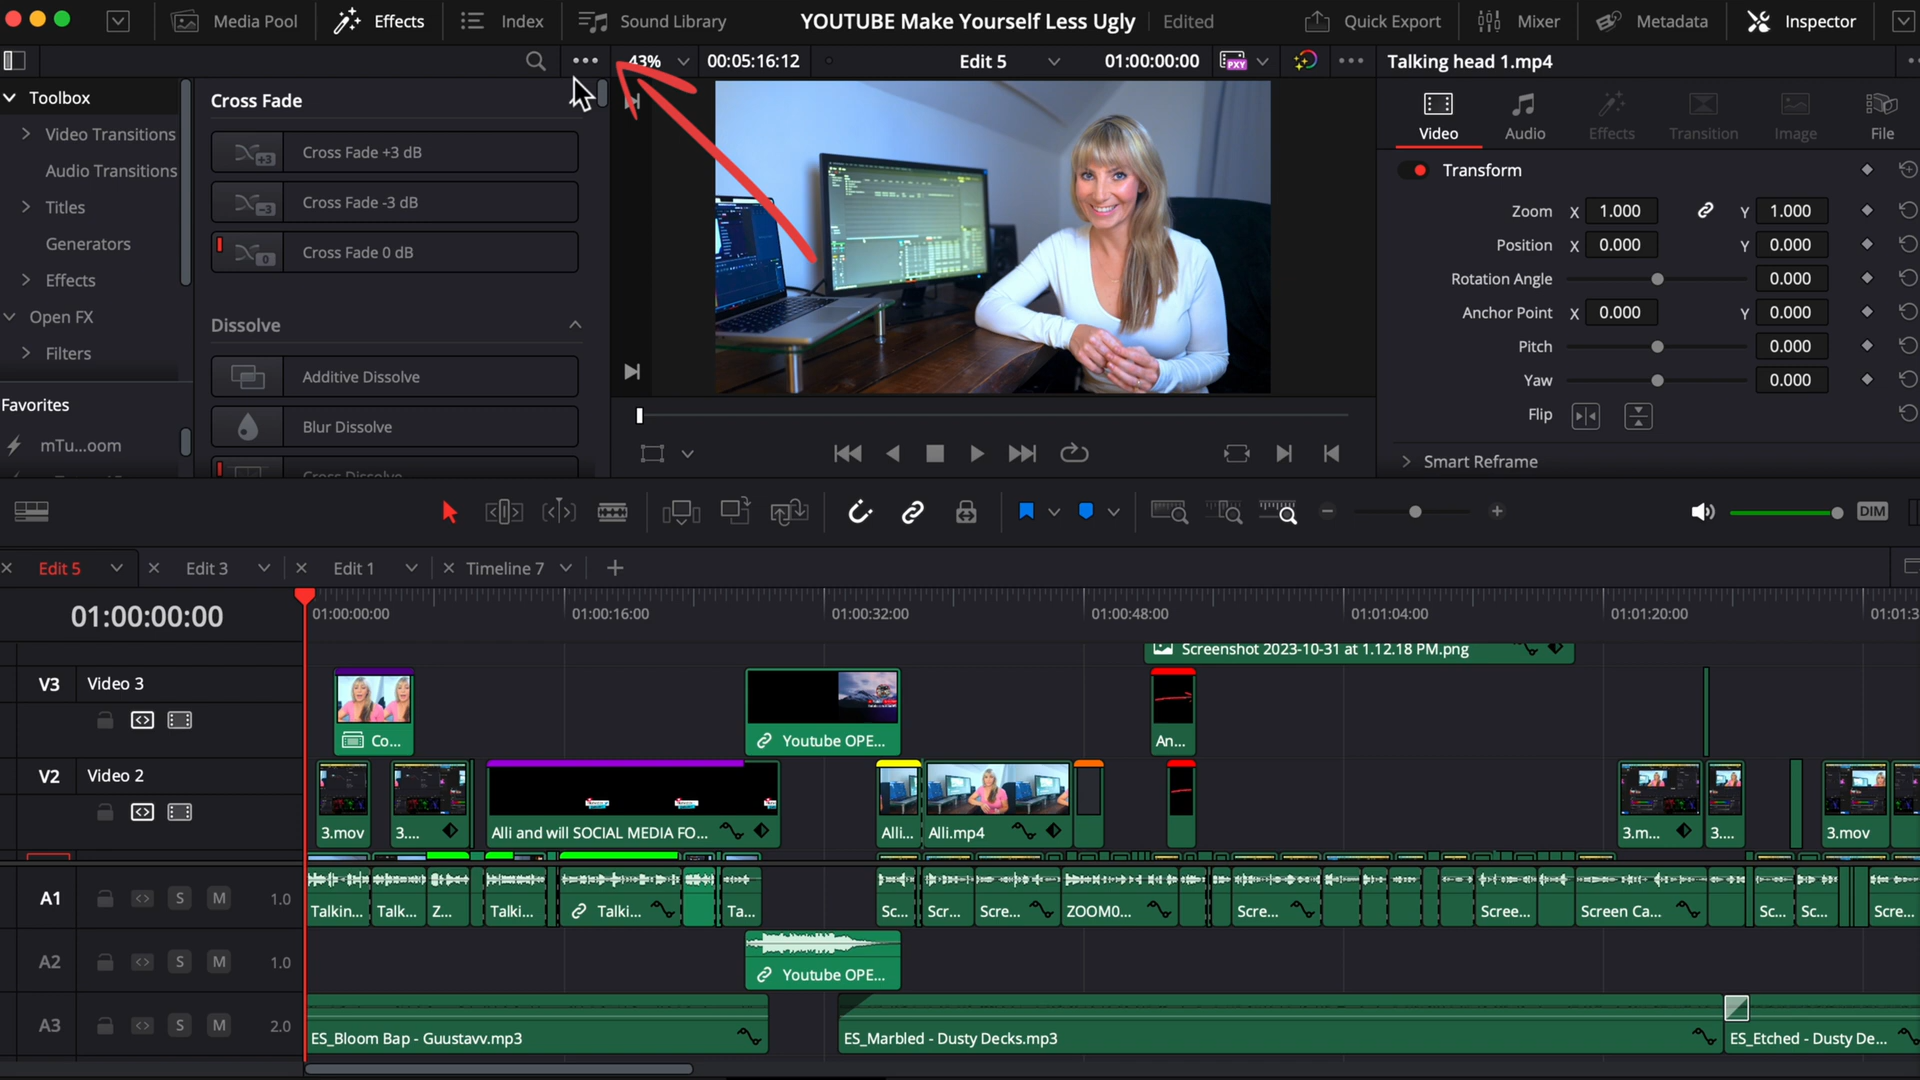 Media Pool Effects Index Sound Library YOUTUBE Make Yourself Less Ugly Edited Quick Export Mixer Metadata Inspector
43% 00:05:16:12 Edit 5 01:00:00:00 PXY Talking head 1.mp4
Toolbox
Video Transitions
Audio Transitions
Titles
Generators
Effects
Open FX
Filters
Favorites
mTu...oom
Cross Fade
+3 Cross Fade +3 dB
-3 Cross Fade -3 dB
0 Cross Fade 0 dB
Dissolve
Additive Dissolve
Blur Dissolve
Cross Dissolve
Video Audio Effects Transition Image File
Transform
Zoom X 1.000 Y 1.000
Position X 0.000 Y 0.000
Rotation Angle 0.000
Anchor Point X 0.000 Y 0.000
Pitch 0.000
Yaw 0.000
Flip
Smart Reframe
DIM
Edit 5 Edit 3 Edit 1 Timeline 7
01:00:00:00 01:00:00:00 01:00:16:00 01:00:32:00 01:00:48:00 01:01:04:00 01:01:20:00 01:01:3
Screenshot 2023-10-31 at 1.12.18 PM.png
V3 Video 3
Co... Youtube OPE... An...
V2 Video 2
3.mov 3.... Alli and will SOCIAL MEDIA FO... Alli... Alli.mp4 3.m... 3.... 3.mov
A1 S M 1.0
Talkin... Talk... Z... Talki... Talki... Ta... Sc... Scr... Scre... ZOOM0... Scre... Scree... Screen Ca... Sc... Sc... Scre...
A2 S M 1.0
Youtube OPE...
A3 S M 2.0
ES_Bloom Bap - Guustavv.mp3 ES_Marbled - Dusty Decks.mp3 ES_Etched - Dusty De...